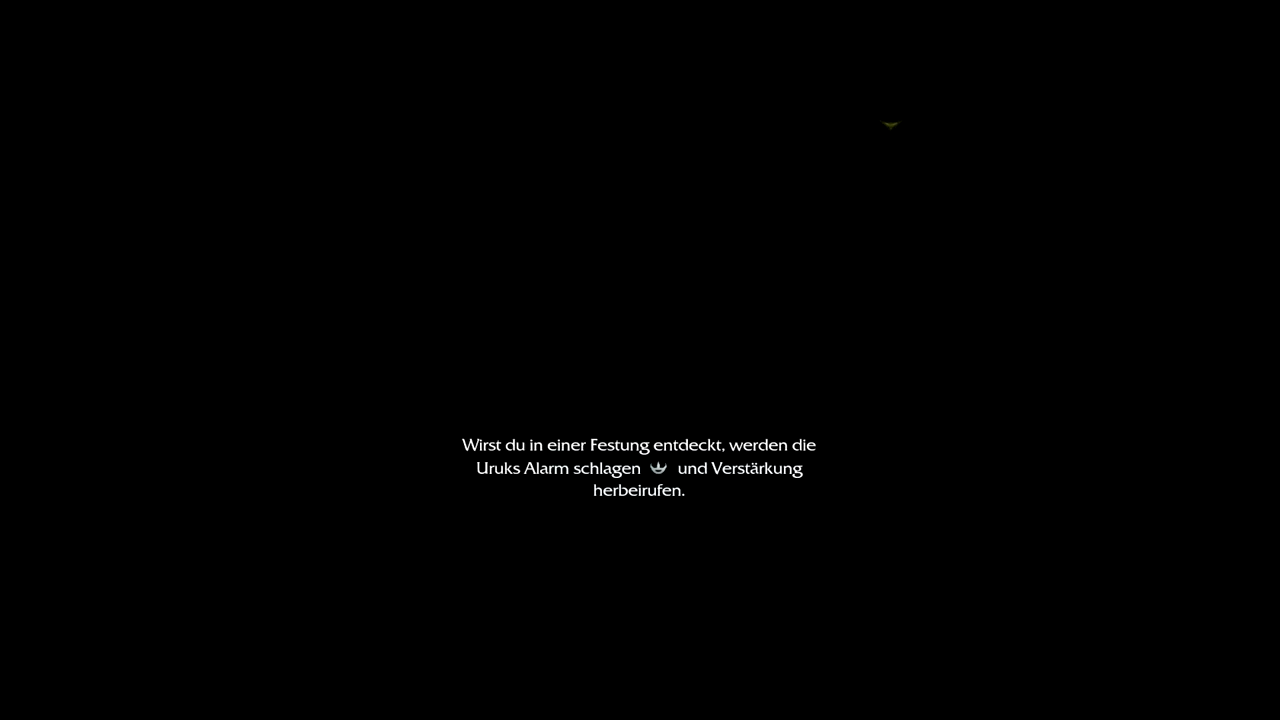 Wirst du in einer Festung entdeckt, werden die
Uruks Alarm schlagen und Verstärkung
herbeirufen.